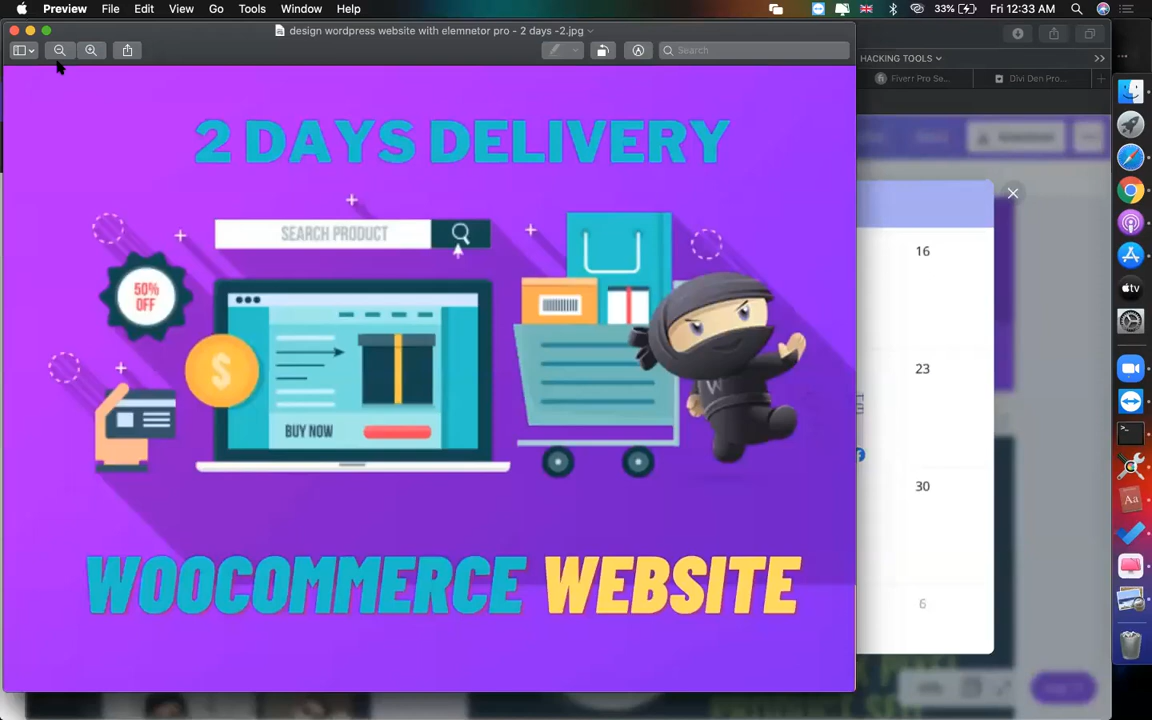 Preview File Edit View Go Tools Window Help 33% Fri 12:33 AM
design wordpress website with elemnetor pro - 2 days -2.jpg
Search
HACKING TOOLS
Fiverr Pro Se...
Divi Den Pro...
2 DAYS DELIVERY
SEARCH PRODUCT
50%
OFF
$
BUY NOW
W
WOOCOMMERCE WEBSITE
16
23
30
6
tv
Aa